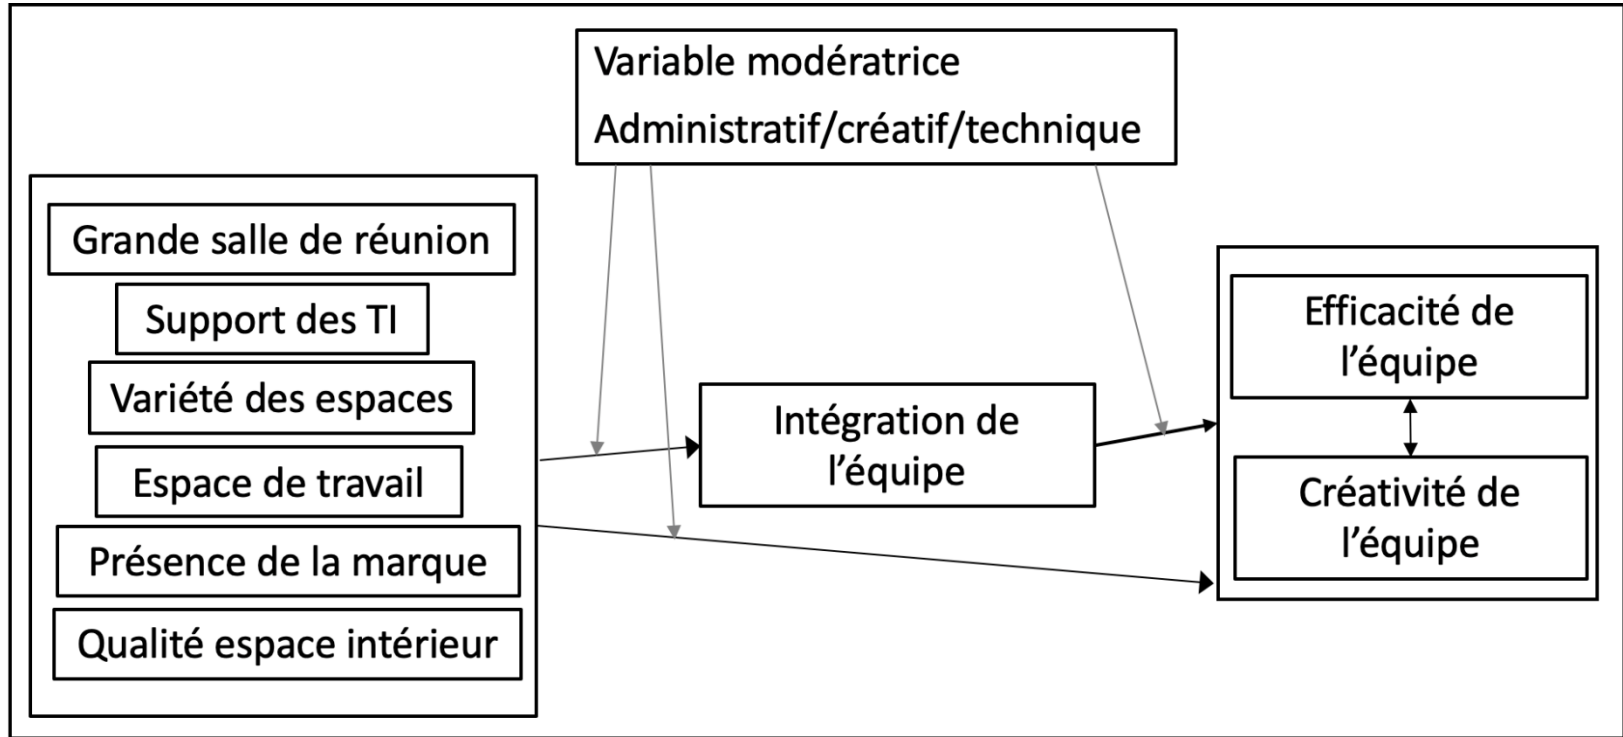 Variable modératrice
Administratif/créatif/technique
Grande salle de réunion
Support des TI
Variété des espaces
Espace de travail
Présence de la marque
Qualité espace intérieur
Intégration de
l’équipe
Efficacité de
l’équipe
Créativité de
l’équipe